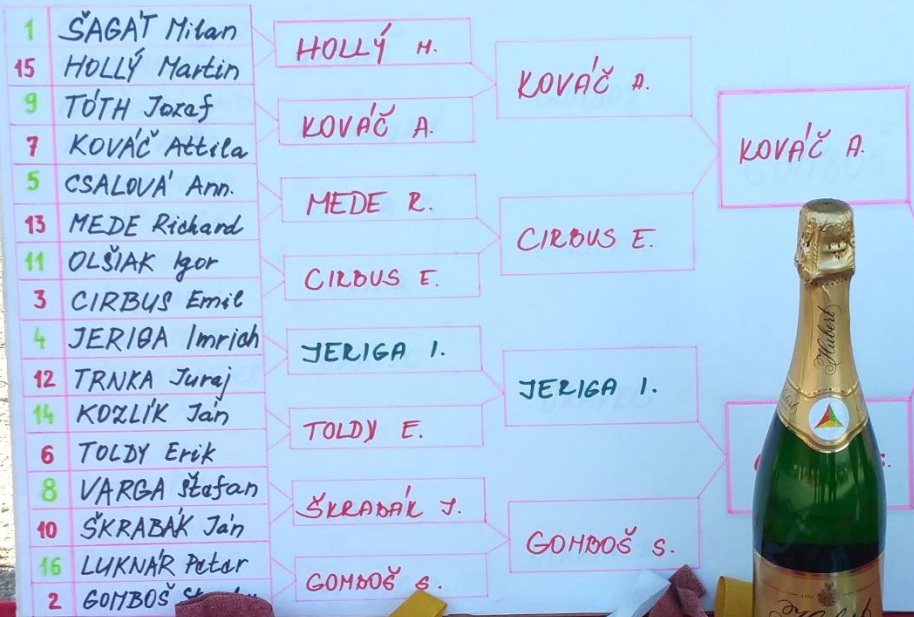 1 ŠAGÁT Milan
15 HOLLÝ Martin
9 TÓTH Jozef
7 KOVÁČ Attila
5 CSALOVÁ Ann.
13 MEDE Richard
11 OLŠIAK Igor
3 CIRBUS Emil
4 JERIGA Imrich
12 TRNKA Juraj
14 KOZLÍK Ján
6 TOLDY Erik
8 VARGA Štefan
10 ŠKRABÁK Ján
16 LUKNÁR Peter
2 GOMBOŠ
HOLLÝ M.
KOVÁČ A.
MEDE R.
CIRBUS E.
JERIGA I.
TOLDY E.
ŠKRABÁK J.
GOMBOŠ S.
KOVÁČ A.
CIRBUS E.
JERIGA I.
GOMBOŠ S.
KOVÁČ A.
S.
Hubert
Hubert